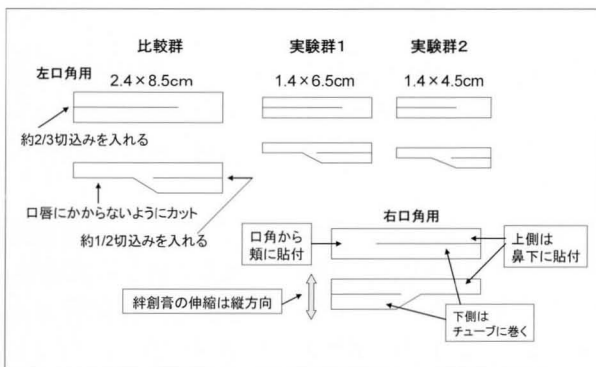 比較群
実験群1
実験群2
左口角用
2.4×8.5cm
1.4×6.5cm
1.4×4.5cm
約2/3切込みを入れる
口唇にかからないようにカット
約1/2切込みを入れる
右口角用
口角から
頬に貼付
上側は
鼻下に貼付
絆創膏の伸縮は縦方向
下側は
チューブに巻く